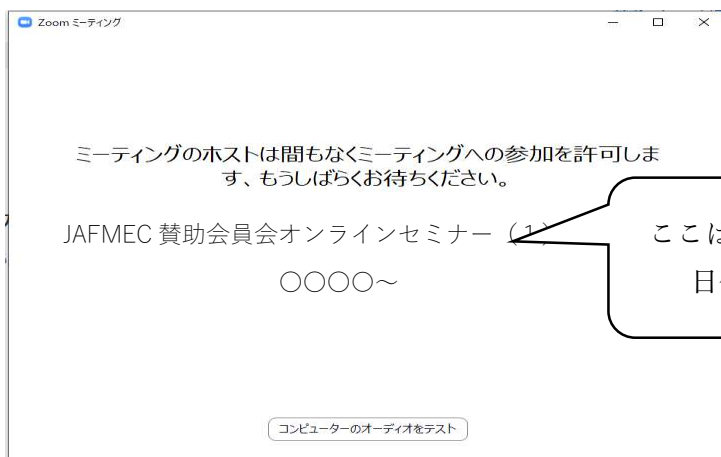 Zoom ミーティング
ミーティングのホストは間もなくミーティングへの参加を許可しま
す、もうしばらくお待ちください。
JAFMEC 賛助会員会オンラインセミナー（1）
〇〇〇〇～
ここは
日
コンピューターのオーディオをテスト